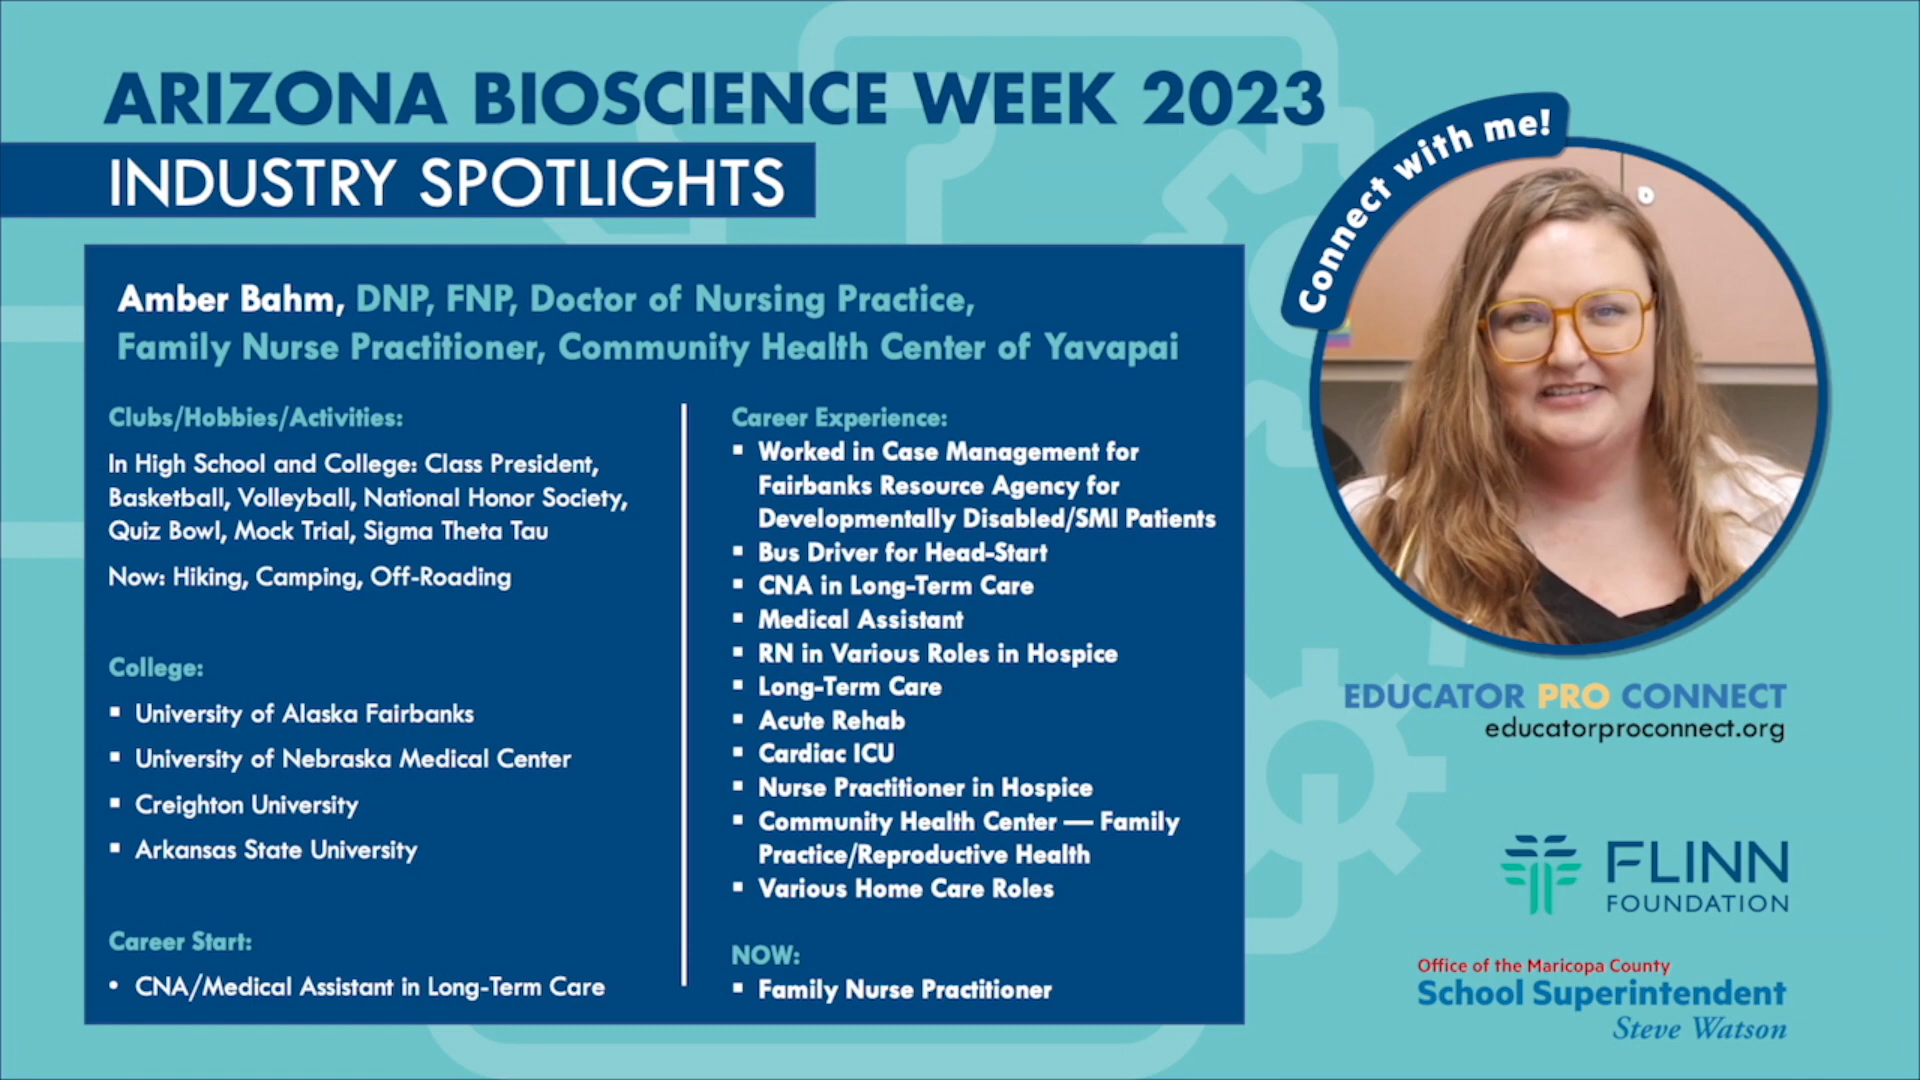 ARIZONA BIOSCIENCE WEEK 2023
INDUSTRY SPOTLIGHTS
Connect with me!
Amber Bahm, DNP, FNP, Doctor of Nursing Practice,
Family Nurse Practitioner, Community Health Center of Yavapai
Clubs/Hobbies/Activities:
In High School and College: Class President,
Basketball, Volleyball, National Honor Society,
Quiz Bowl, Mock Trial, Sigma Theta Tau
Now: Hiking, Camping, Off-Roading
College:
▪ University of Alaska Fairbanks
▪ University of Nebraska Medical Center
▪ Creighton University
▪ Arkansas State University
Career Start:
• CNA/Medical Assistant in Long-Term Care
Career Experience:
▪ Worked in Case Management for
Fairbanks Resource Agency for
Developmentally Disabled/SMI Patients
▪ Bus Driver for Head-Start
▪ CNA in Long-Term Care
▪ Medical Assistant
▪ RN in Various Roles in Hospice
▪ Long-Term Care
▪ Acute Rehab
▪ Cardiac ICU
▪ Nurse Practitioner in Hospice
▪ Community Health Center — Family
Practice/Reproductive Health
▪ Various Home Care Roles
NOW:
▪ Family Nurse Practitioner
EDUCATOR PRO CONNECT
educatorproconnect.org
FLINN
FOUNDATION
Office of the Maricopa County
School Superintendent
Steve Watson